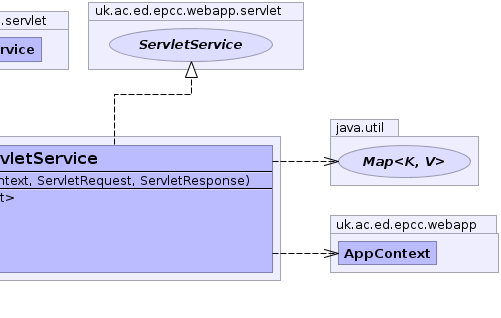 .servlet
rvice
uk.ac.ed.epcc.webapp.servlet
ServletService
java.util
Map<K, V>
vletService
ntext, ServletRequest, ServletResponse)
t>
uk.ac.ed.epcc.webapp
AppContext